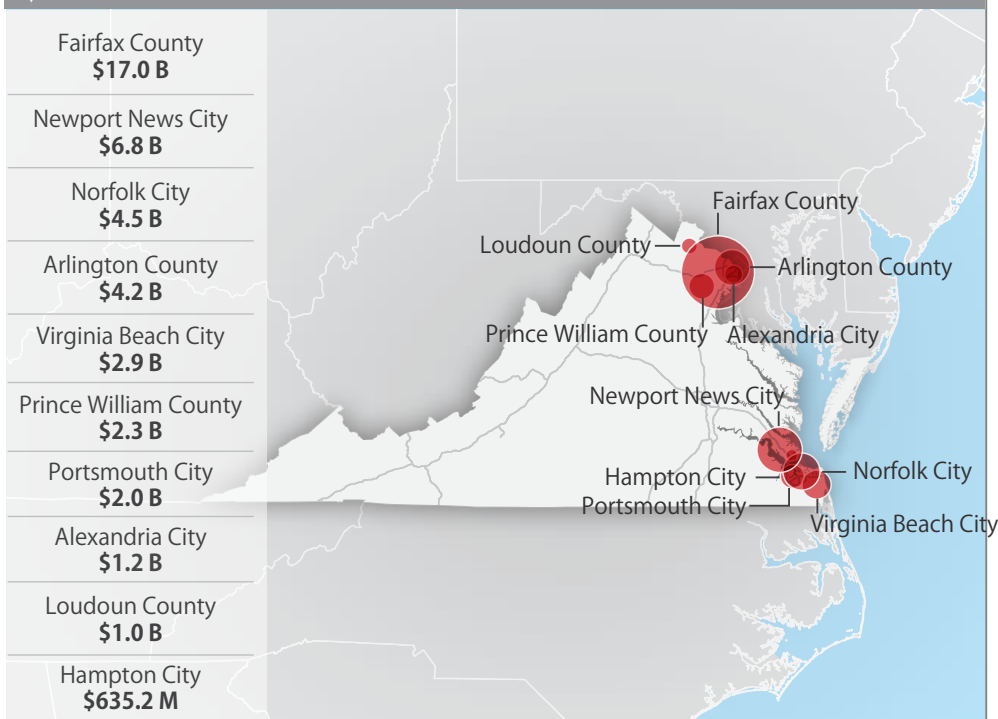 Fairfax County
$17.0 B
Newport News City
$6.8 B
Norfolk City
$4.5 B
Arlington County
$4.2 B
Virginia Beach City
$2.9 B
Prince William County
$2.3 B
Portsmouth City
$2.0 B
Alexandria City
$1.2 B
Loudoun County
$1.0 B
Hampton City
$635.2 M
Fairfax County
Loudoun County
Arlington County
Prince William County
Alexandria City
Newport News City
Hampton City
Norfolk City
Portsmouth City
Virginia Beach City